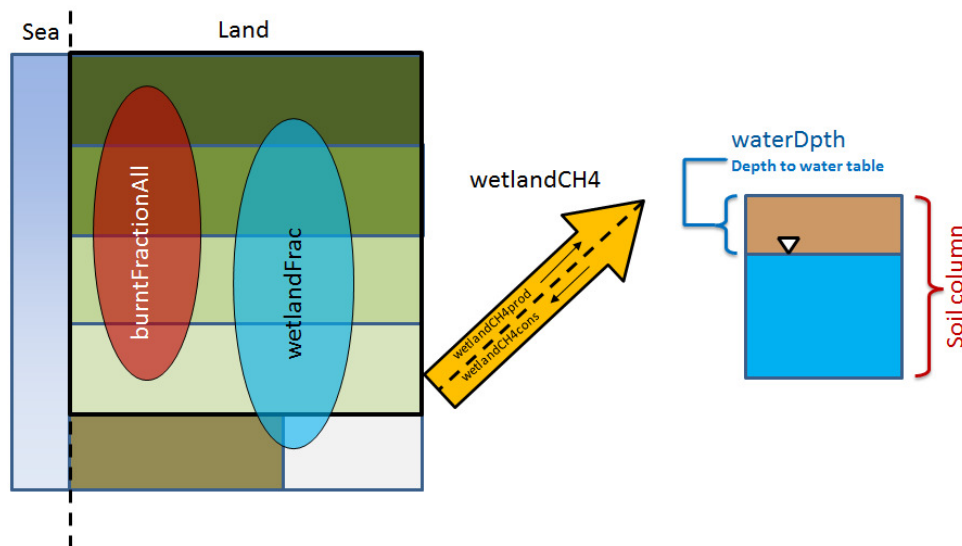 Sea
Land
burntFractionAll
wetlandFrac
wetlandCH4
wetlandCH4prod
wetlandCH4cons
waterDpth
Depth to water table
Soil column